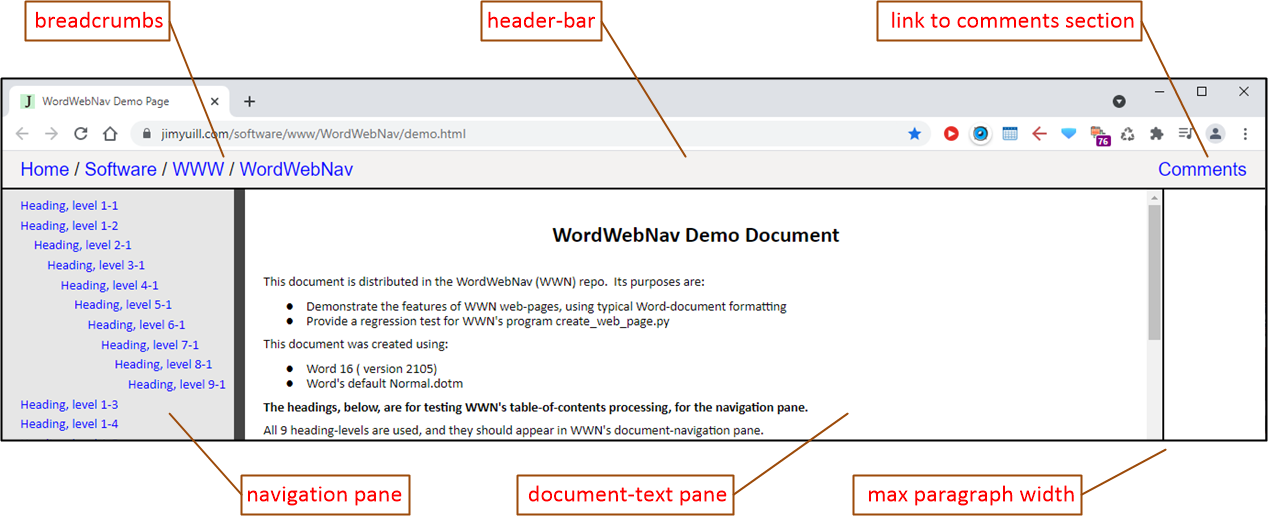 breadcrumbs
header-bar
link to comments section
J WordWebNav Demo Page
jimyuill.com/software/www/WordWebNav/demo.html
76
Home / Software / WWW / WordWebNav
Comments
Heading, level 1-1
Heading, level 1-2
Heading, level 2-1
Heading, level 3-1
Heading, level 4-1
Heading, level 5-1
Heading, level 6-1
Heading, level 7-1
Heading, level 8-1
Heading, level 9-1
Heading, level 1-3
Heading, level 1-4
WordWebNav Demo Document
This document is distributed in the WordWebNav (WWN) repo. Its purposes are:
● Demonstrate the features of WWN web-pages, using typical Word-document formatting
● Provide a regression test for WWN's program create_web_page.py
This document was created using:
● Word 16 ( version 2105)
● Word's default Normal.dotm
The headings, below, are for testing WWN's table-of-contents processing, for the navigation pane.
All 9 heading-levels are used, and they should appear in WWN's document-navigation pane.
navigation pane
document-text pane
max paragraph width